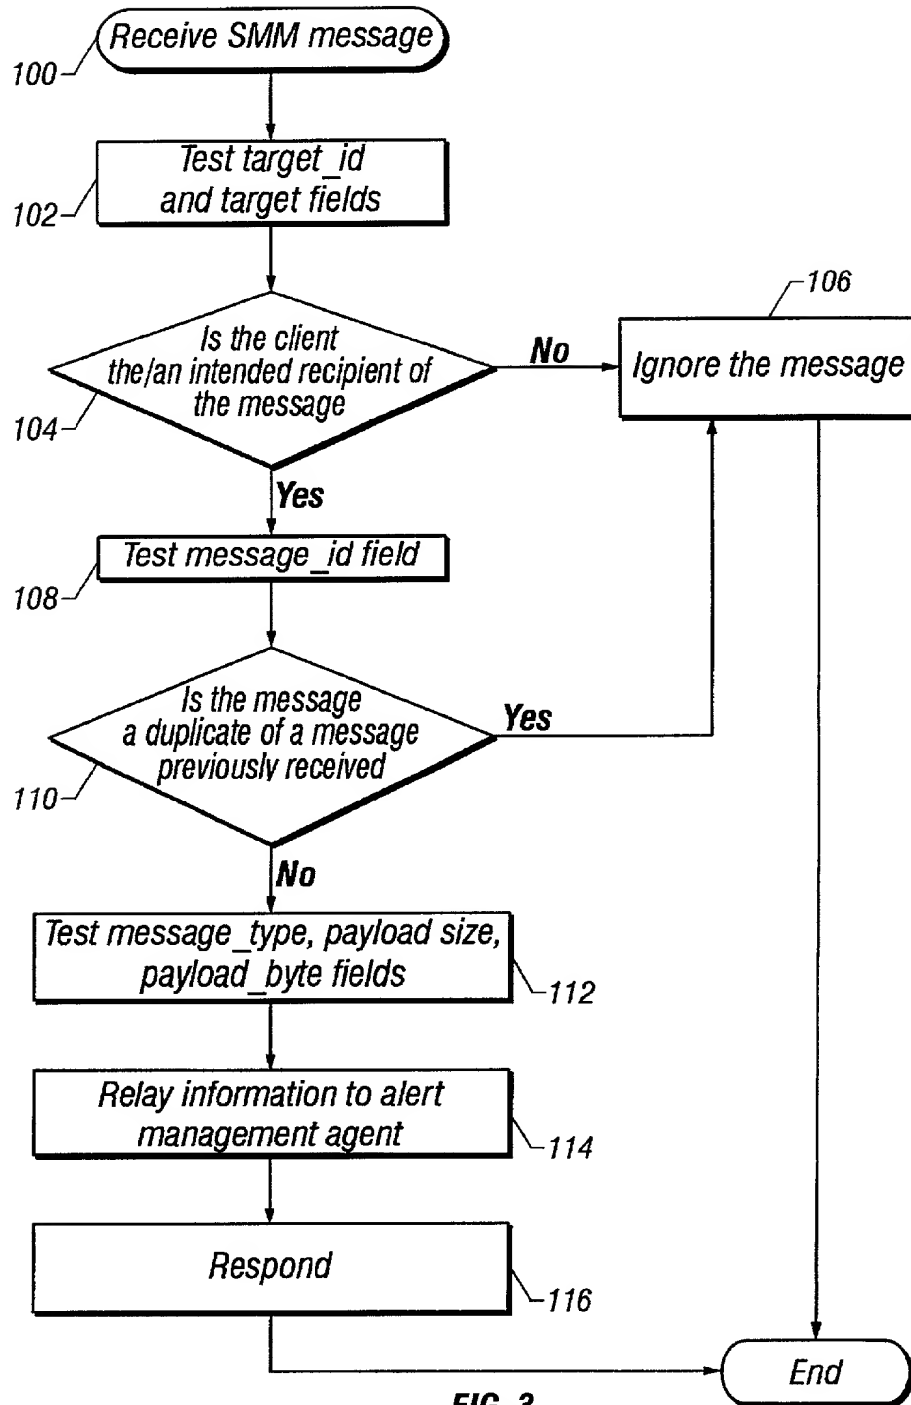 Receive SMM message
100
Test target_id
and target fields
102
106
Is the client
the/an intended recipient of
the message
No
Ignore the message
104
Yes
Test message_id field
108
Is the message
a duplicate of a message
previously received
Yes
110
No
Test message_type, payload size,
payload_byte fields
112
Relay information to alert
management agent
114
Respond
116
End
FIG. 3